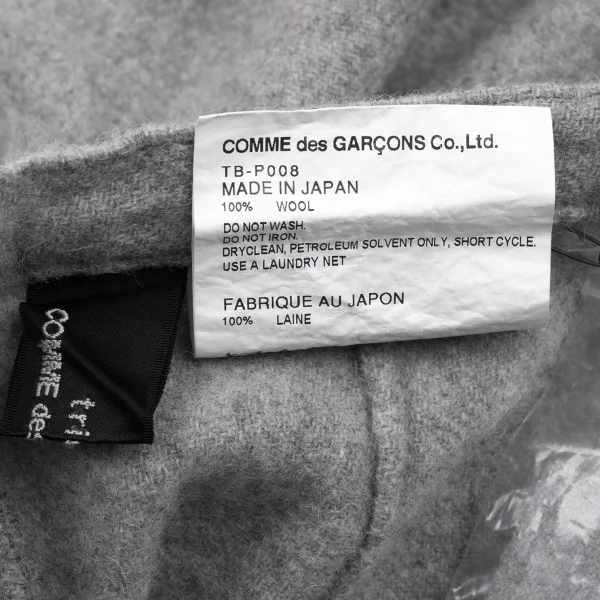 COMME des GARÇONS Co.,Ltd.
TB-P008
MADE IN JAPAN
100% WOOL
DO NOT WASH.
DO NOT IRON.
DRYCLEAN, PETROLEUM SOLVENT ONLY, SHORT CYCLE.
USE A LAUNDRY NET
FABRIQUE AU JAPON
100% LAINE
COMME des